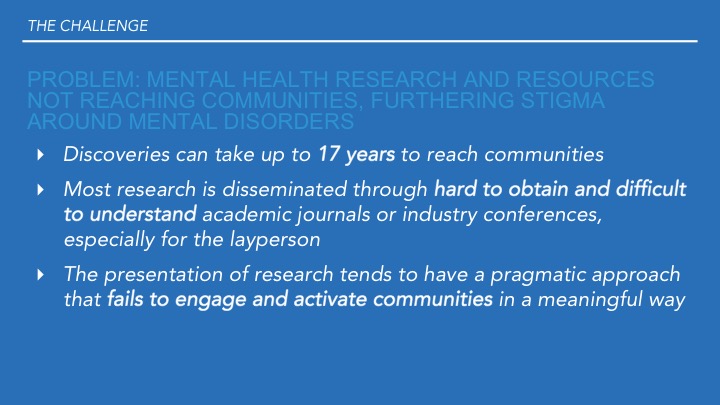 THE CHALLENGE
PROBLEM: MENTAL HEALTH RESEARCH AND RESOURCES
NOT REACHING COMMUNITIES, FURTHERING STIGMA
AROUND MENTAL DISORDERS
Discoveries can take up to 17 years to reach communities
Most research is disseminated through hard to obtain and difficult
to understand academic journals or industry conferences,
especially for the layperson
The presentation of research tends to have a pragmatic approach
that fails to engage and activate communities in a meaningful way